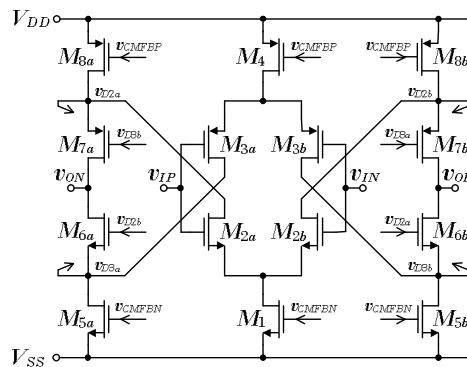 V_DD
M_8a v_CMFBP M_4 v_CMFBP v_CMFBP M_8b
v_D2a v_D2b
M_7a v_D3b M_3a M_3b v_D3a M_7b
v_ON v_IP v_IN v_OP
M_6a v_D2b M_2a M_2b v_D2a M_6b
v_D3a v_D3b
M_5a v_CMFBN M_1 v_CMFBN v_CMFBN M_5b
V_SS